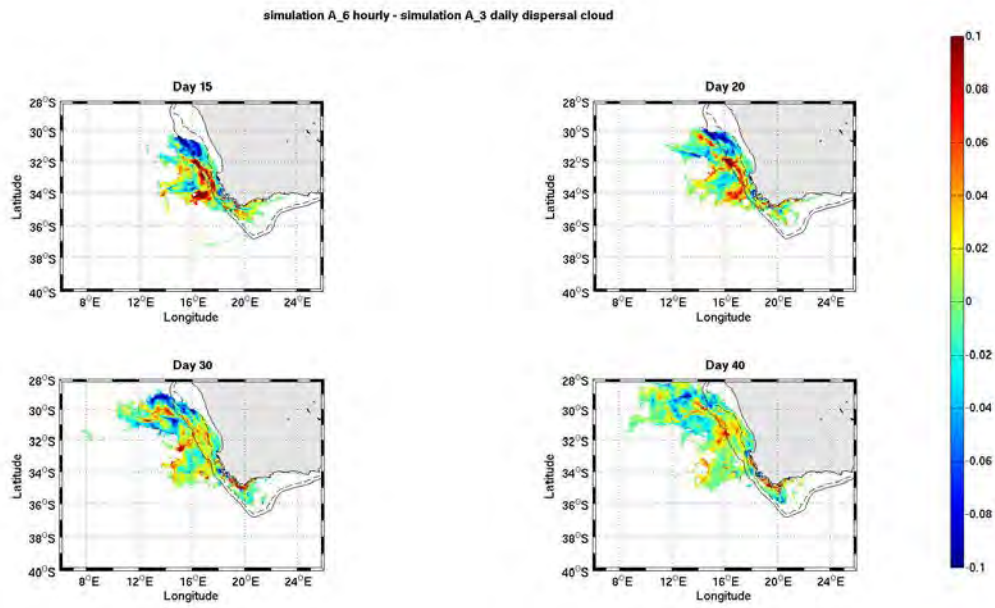 simulation A_6 hourly - simulation A_3 daily dispersal cloud
Day 15
28°S
30°S
32°S
34°S
36°S
38°S
40°S
Latitude
8°E 12°E 16°E 20°E 24°E
Longitude
Day 20
28°S
30°S
32°S
34°S
36°S
38°S
40°S
Latitude
8°E 12°E 16°E 20°E 24°E
Longitude
Day 30
28°S
30°S
32°S
34°S
36°S
38°S
40°S
Latitude
8°E 12°E 16°E 20°E 24°E
Longitude
Day 40
28°S
30°S
32°S
34°S
36°S
38°S
40°S
Latitude
8°E 12°E 16°E 20°E 24°E
Longitude
0.1
0.08
0.06
0.04
0.02
0
-0.02
-0.04
-0.06
-0.08
-0.1